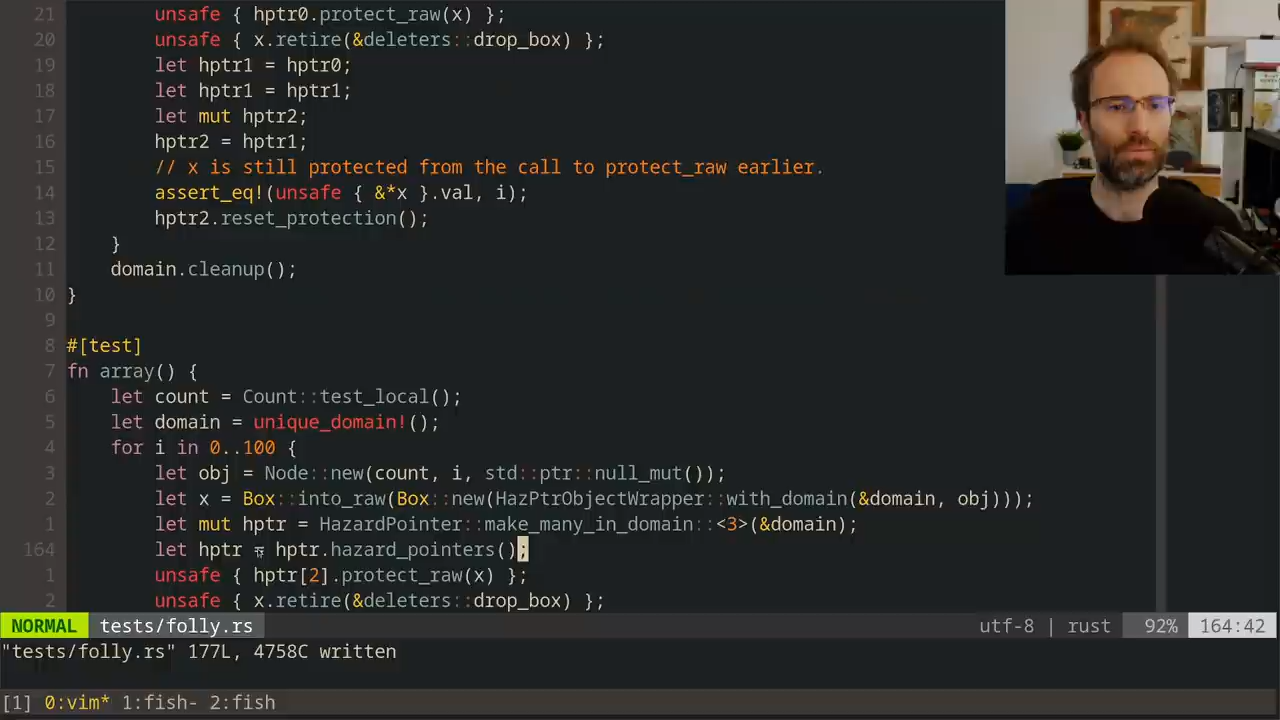 21 unsafe { hptr0.protect_raw(x) };
20 unsafe { x.retire(&deleters::drop_box) };
19 let hptr1 = hptr0;
18 let hptr1 = hptr1;
17 let mut hptr2;
16 hptr2 = hptr1;
15 // x is still protected from the call to protect_raw earlier.
14 assert_eq!(unsafe { &*x }.val, i);
13 hptr2.reset_protection();
12 }
11 domain.cleanup();
10 }
9
8 #[test]
7 fn array() {
6 let count = Count::test_local();
5 let domain = unique_domain!();
4 for i in 0..100 {
3 let obj = Node::new(count, i, std::ptr::null_mut());
2 let x = Box::into_raw(Box::new(HazPtrObjectWrapper::with_domain(&domain, obj)));
1 let mut hptr = HazardPointer::make_many_in_domain::<3>(&domain);
164 let hptr = hptr.hazard_pointers();
1 unsafe { hptr[2].protect_raw(x) };
2 unsafe { x.retire(&deleters::drop_box) };
NORMAL tests/folly.rs utf-8 | rust 92% 164:42
"tests/folly.rs" 177L, 4758C written
[1] 0:vim* 1:fish- 2:fish